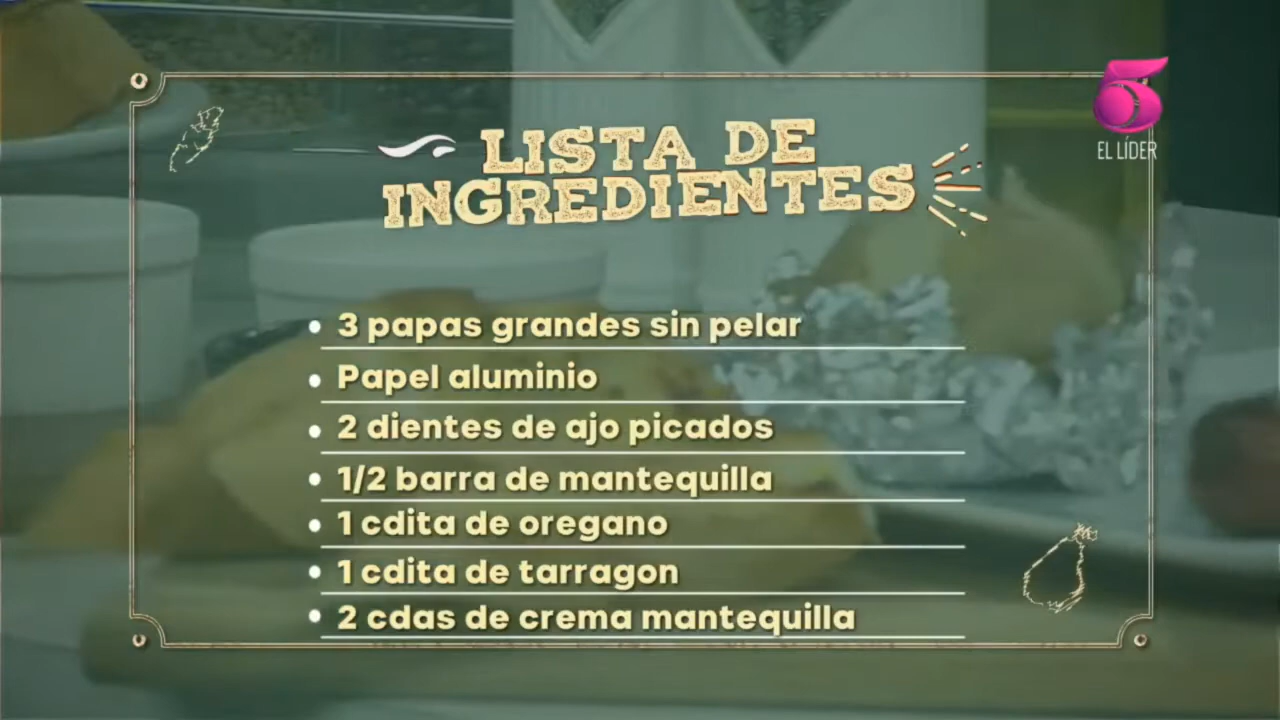 5
EL LÍDER
LISTA DE
INGREDIENTES
• 3 papas grandes sin pelar
• Papel aluminio
• 2 dientes de ajo picados
• 1/2 barra de mantequilla
• 1 cdita de oregano
• 1 cdita de tarragon
• 2 cdas de crema mantequilla